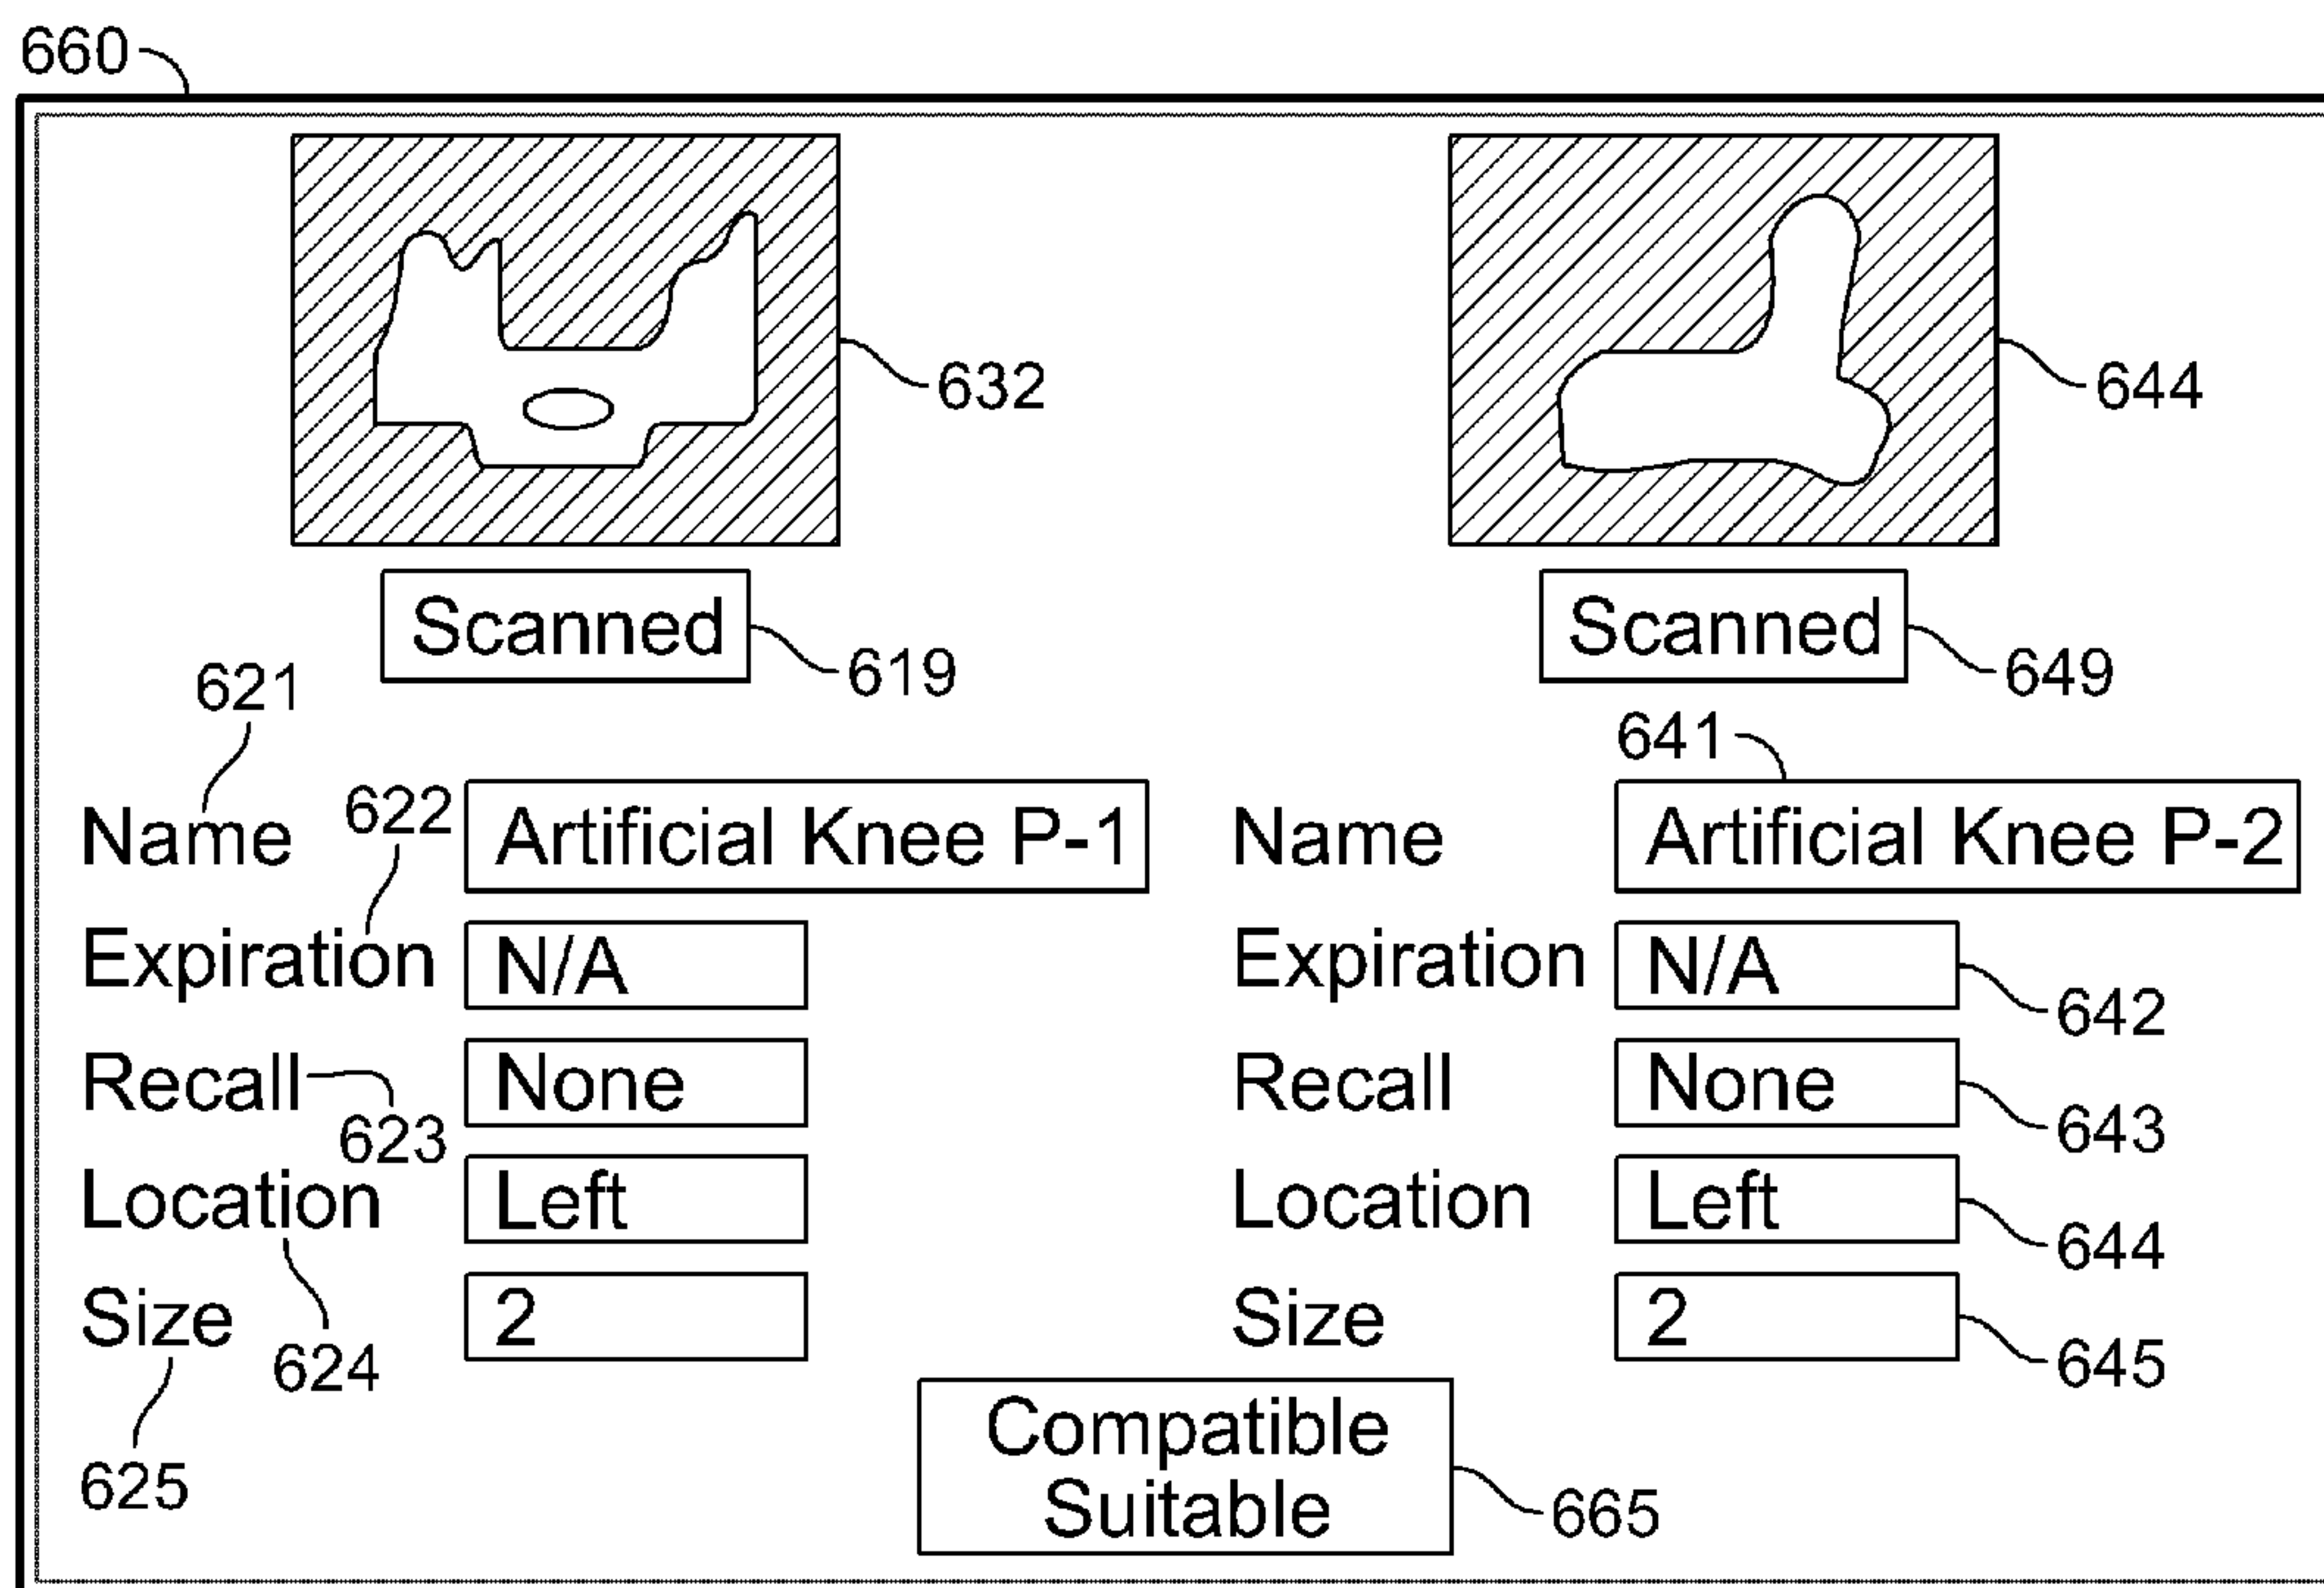 660
632
644
Scanned
619
Scanned
649
621
641
Name
622
Artificial Knee P-1
Name
Artificial Knee P-2
Expiration
N/A
Expiration
N/A
642
Recall
623
None
Recall
None
643
Location
624
Left
Location
Left
644
Size
625
2
Size
2
645
Compatible
Suitable
665